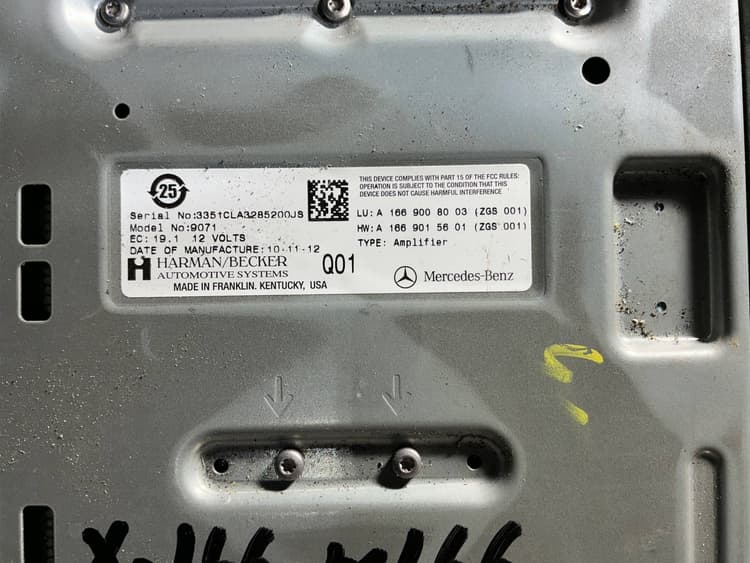 25
Serial No:3351CLA3285200JS
Model No:9071
EC: 19.1 12 VOLTS
DATE OF MANUFACTURE:10-11-12
HARMAN/BECKER
AUTOMOTIVE SYSTEMS
MADE IN FRANKLIN. KENTUCKY, USA
Q01
THIS DEVICE COMPLIES WITH PART 15 OF THE FCC RULES:
OPERATION IS SUBJECT TO THE CONDITION THAT THIS
DEVICE DOES NOT CAUSE HARMFUL INTERFERENCE
LU: A 166 900 80 03 (ZGS 001)
HW: A 166 901 56 01 (ZGS 001)
TYPE: Amplifier
Mercedes-Benz
X-166 M166